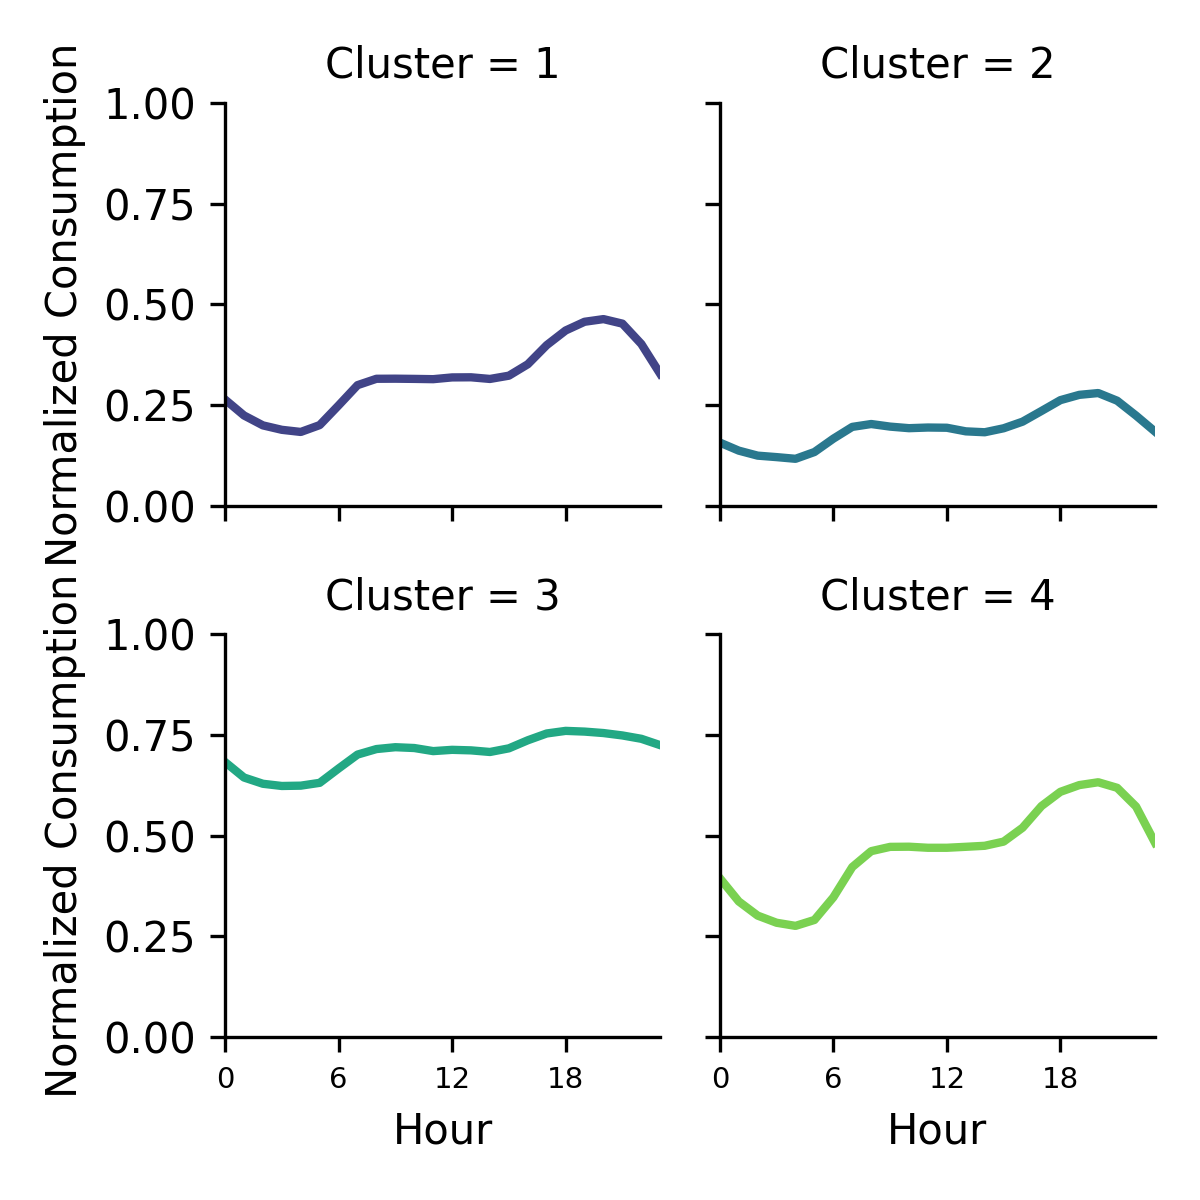 Cluster = 1
Cluster = 2
Normalized Consumption
1.00
0.75
0.50
0.25
0.00
Cluster = 3
Cluster = 4
Normalized Consumption
1.00
0.75
0.50
0.25
0.00
0 6 12 18
0 6 12 18
Hour
Hour